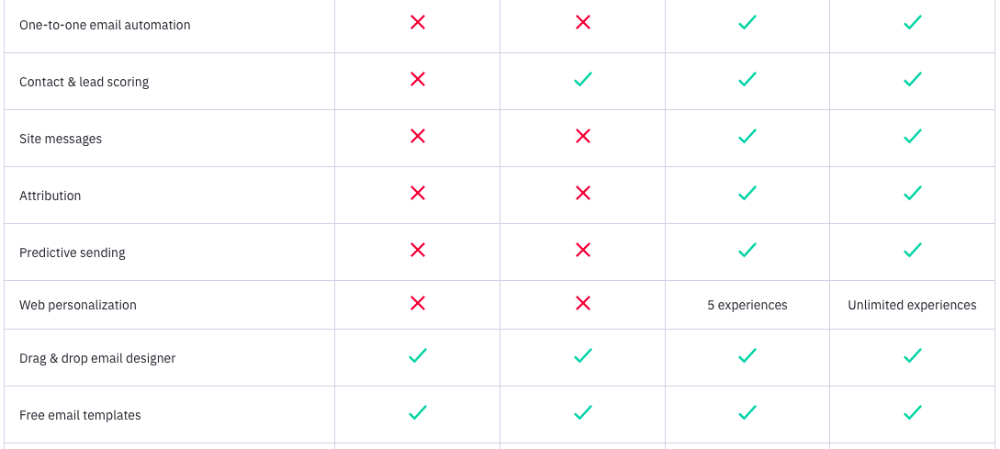 One-to-one email automation
Contact & lead scoring
Site messages
Attribution
Predictive sending
Web personalization 5 experiences Unlimited experiences
Drag & drop email designer
Free email templates